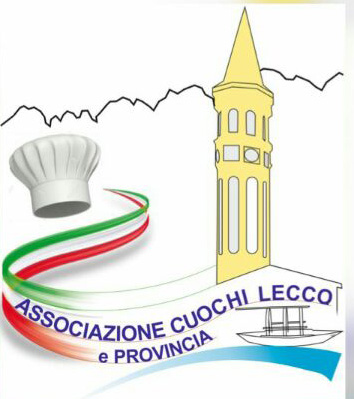 ASSOCIAZIONE CUOCHI LECCO
e PROVINCIA